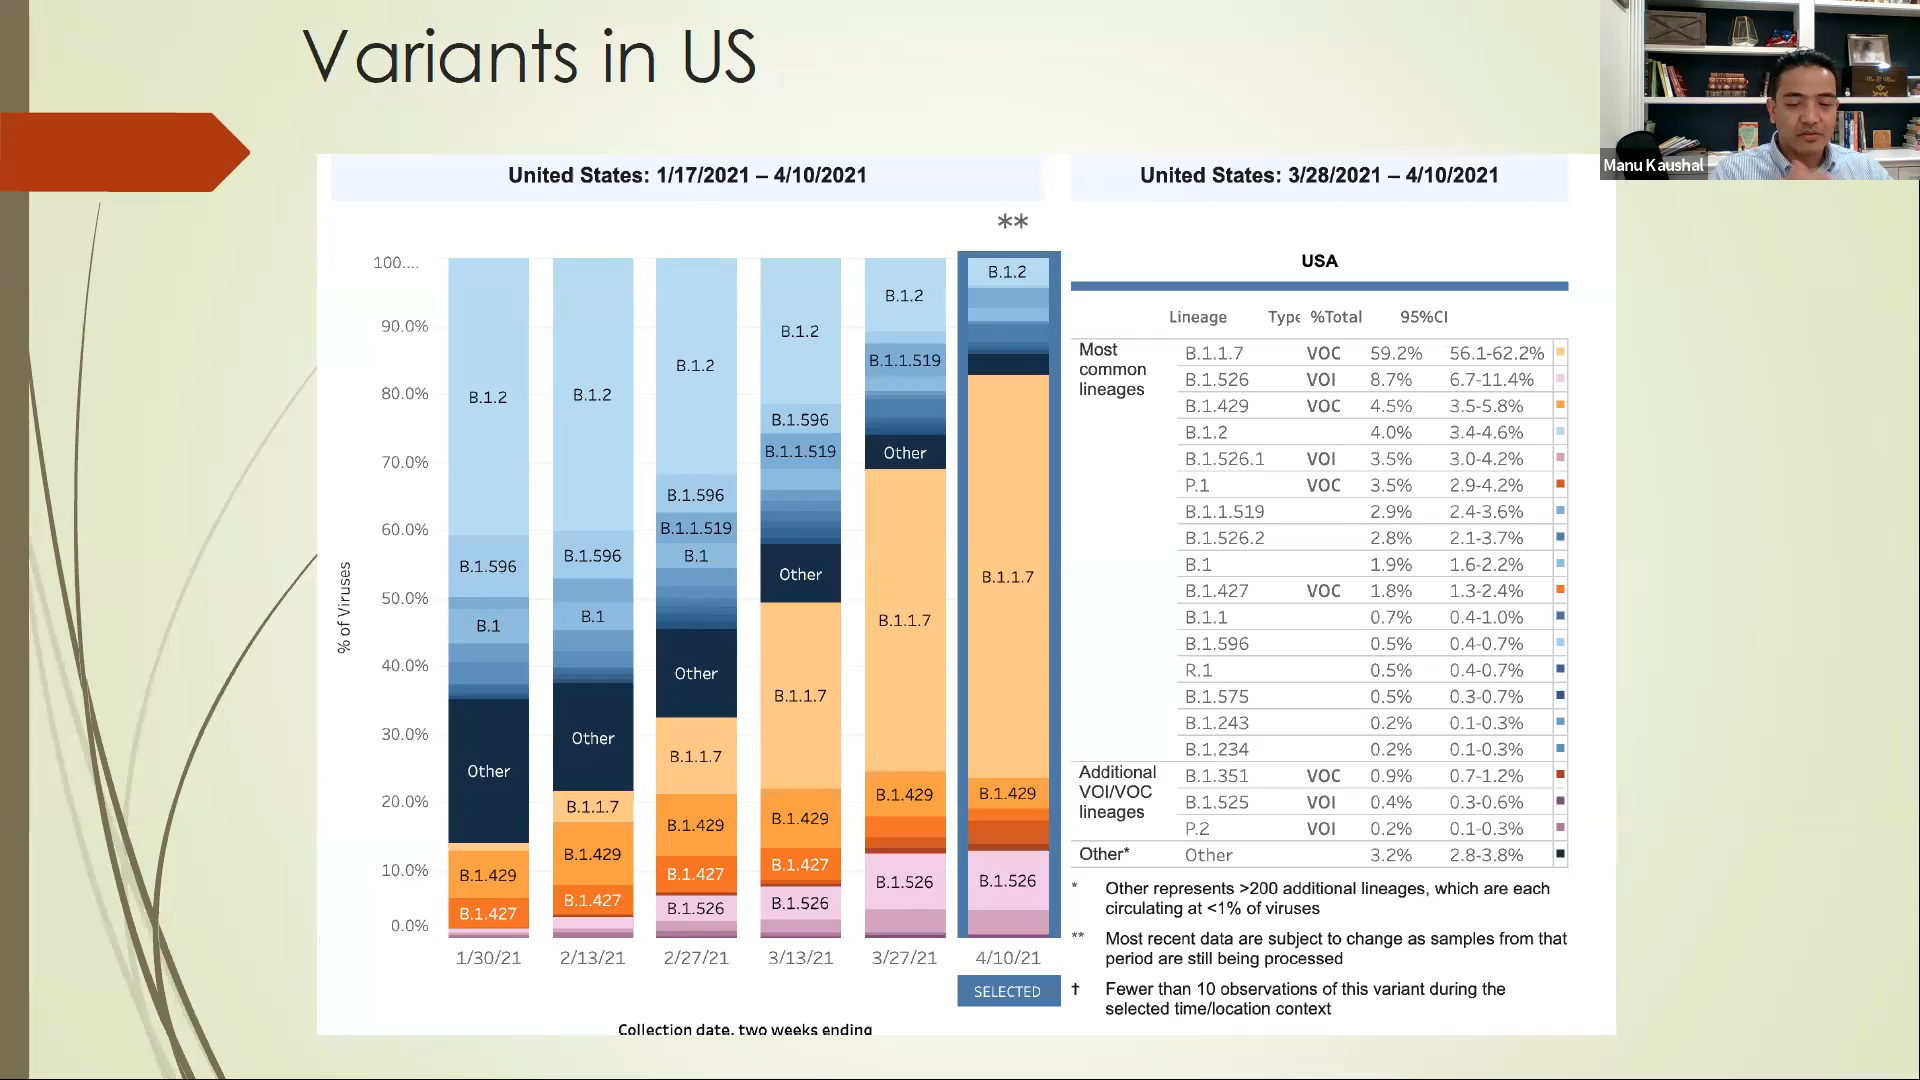 Variants in US
Manu Kaushal
United States: 1/17/2021 – 4/10/2021
**
100....
90.0%
80.0%
70.0%
60.0%
50.0%
40.0%
30.0%
20.0%
10.0%
0.0%
% of Viruses
B.1.2
B.1.596
B.1
Other
B.1.429
B.1.427
1/30/21
B.1.2
B.1.596
B.1
Other
B.1.1.7
B.1.429
B.1.427
2/13/21
B.1.2
B.1.596
B.1.1.519
B.1
Other
B.1.1.7
B.1.429
B.1.427
B.1.526
2/27/21
B.1.2
B.1.596
B.1.1.519
Other
B.1.1.7
B.1.429
B.1.427
B.1.526
3/13/21
B.1.2
B.1.1.519
Other
B.1.1.7
B.1.429
B.1.526
3/27/21
B.1.2
B.1.1.7
B.1.429
B.1.526
4/10/21
SELECTED
Collection date, two weeks ending
United States: 3/28/2021 – 4/10/2021
USA
Lineage Type %Total 95%CI
Most
common
lineages
B.1.1.7 VOC 59.2% 56.1-62.2%
B.1.526 VOI 8.7% 6.7-11.4%
B.1.429 VOC 4.5% 3.5-5.8%
B.1.2 4.0% 3.4-4.6%
B.1.526.1 VOI 3.5% 3.0-4.2%
P.1 VOC 3.5% 2.9-4.2%
B.1.1.519 2.9% 2.4-3.6%
B.1.526.2 2.8% 2.1-3.7%
B.1 1.9% 1.6-2.2%
B.1.427 VOC 1.8% 1.3-2.4%
B.1.1 0.7% 0.4-1.0%
B.1.596 0.5% 0.4-0.7%
R.1 0.5% 0.4-0.7%
B.1.575 0.5% 0.3-0.7%
B.1.243 0.2% 0.1-0.3%
B.1.234 0.2% 0.1-0.3%
Additional
VOI/VOC
lineages
B.1.351 VOC 0.9% 0.7-1.2%
B.1.525 VOI 0.4% 0.3-0.6%
P.2 VOI 0.2% 0.1-0.3%
Other* Other 3.2% 2.8-3.8%
* Other represents >200 additional lineages, which are each
circulating at <1% of viruses
** Most recent data are subject to change as samples from that
period are still being processed
† Fewer than 10 observations of this variant during the
selected time/location context